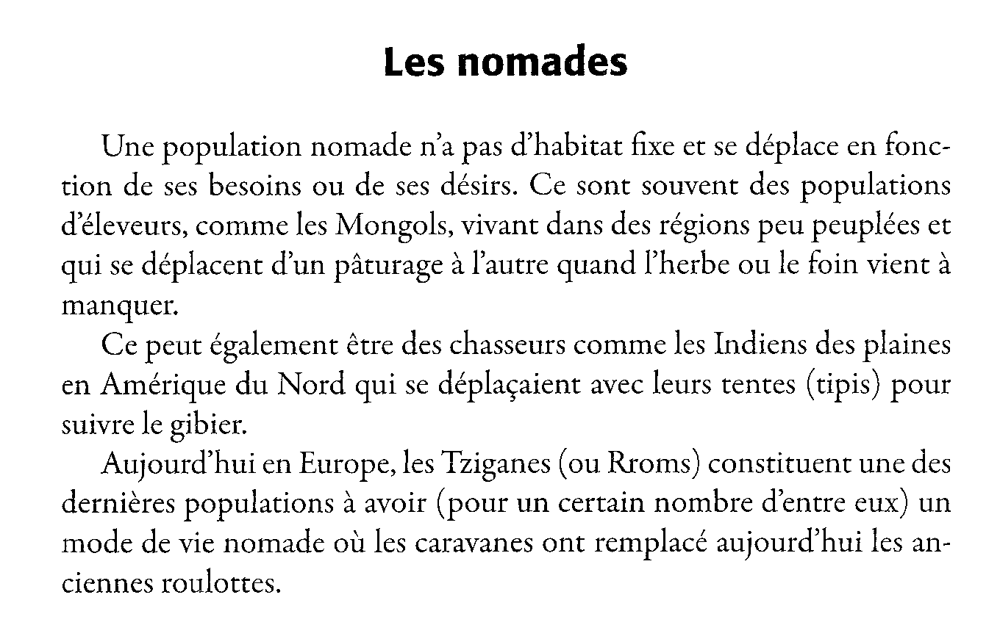 Les nomades
Une population nomade n'a pas d'habitat fixe et se déplace en fonc-
tion de ses besoins ou de ses désirs. Ce sont souvent des populations
d'éleveurs, comme les Mongols, vivant dans des régions peu peuplées et
qui se déplacent d'un pâturage à l'autre quand l'herbe ou le foin vient à
manquer.
Ce peut également être des chasseurs comme les Indiens des plaines
en Amérique du Nord qui se déplaçaient avec leurs tentes (tipis) pour
suivre le gibier.
Aujourd'hui en Europe, les Tziganes (ou Rroms) constituent une des
dernières populations à avoir (pour un certain nombre d'entre eux) un
mode de vie nomade où les caravanes ont remplacé aujourd'hui les an-
ciennes roulottes.